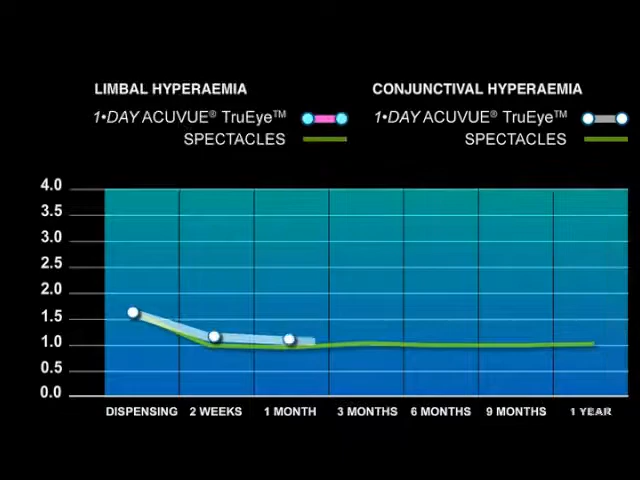 LIMBAL HYPERAEMIA
1•DAY ACUVUE® TruEye™
SPECTACLES
CONJUNCTIVAL HYPERAEMIA
1•DAY ACUVUE® TruEye™
SPECTACLES
4.0
3.5
3.0
2.5
2.0
1.5
1.0
0.5
0.0
DISPENSING 2 WEEKS 1 MONTH 3 MONTHS 6 MONTHS 9 MONTHS 1 YEAR